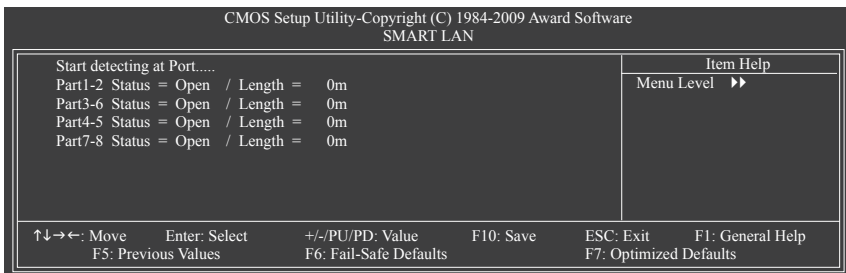 CMOS Setup Utility-Copyright (C) 1984-2009 Award Software
SMART LAN
Start detecting at Port.....
Part1-2 Status = Open / Length = 0m
Part3-6 Status = Open / Length = 0m
Part4-5 Status = Open / Length = 0m
Part7-8 Status = Open / Length = 0m
Item Help
Menu Level ▶▶
↑↓→←: Move Enter: Select +/-/PU/PD: Value F10: Save ESC: Exit F1: General Help
F5: Previous Values F6: Fail-Safe Defaults F7: Optimized Defaults